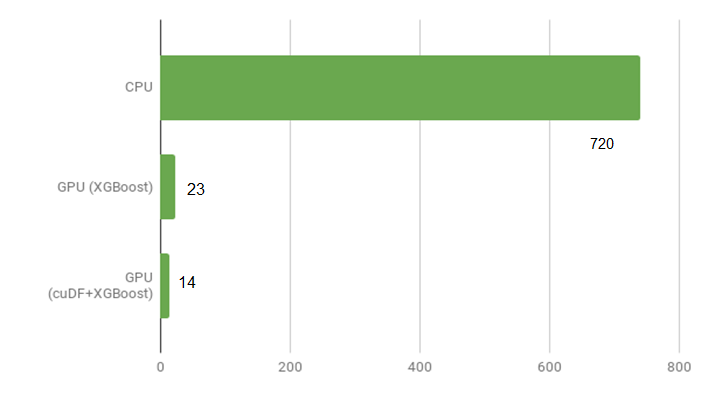 CPU
720
GPU (XGBoost)
23
GPU
(cuDF+XGBoost)
14
0
200
400
600
800